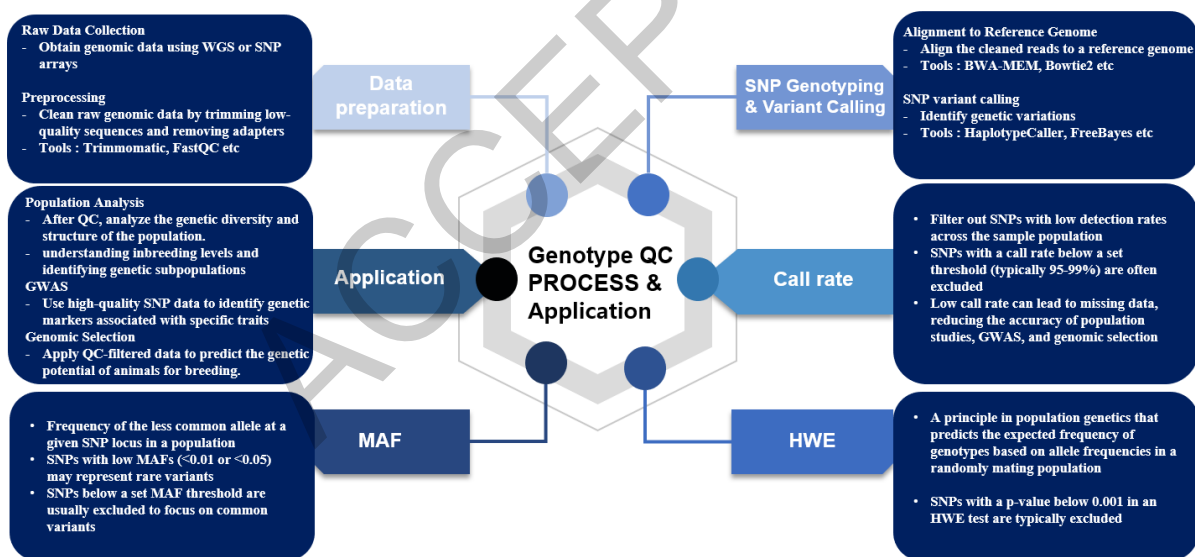 Raw Data Collection
- Obtain genomic data using WGS or SNP
arrays
Preprocessing
- Clean raw genomic data by trimming low-
quality sequences and removing adapters
- Tools : Trimmomatic, FastQC etc
Data
preparation
SNP Genotyping
& Variant Calling
Alignment to Reference Genome
- Align the cleaned reads to a reference genome
- Tools : BWA-MEM, Bowtie2 etc
SNP variant calling
- Identify genetic variations
- Tools : HaplotypeCaller, FreeBayes etc
Population Analysis
- After QC, analyze the genetic diversity and
structure of the population.
- understanding inbreeding levels and
identifying genetic subpopulations
GWAS
- Use high-quality SNP data to identify genetic
markers associated with specific traits
Genomic Selection
- Apply QC-filtered data to predict the genetic
potential of animals for breeding.
Application
Genotype QC
PROCESS &
Application
Call rate
• Filter out SNPs with low detection rates
across the sample population
• SNPs with a call rate below a set
threshold (typically 95-99%) are often
excluded
• Low call rate can lead to missing data,
reducing the accuracy of population
studies, GWAS, and genomic selection
• Frequency of the less common allele at a
given SNP locus in a population
• SNPs with low MAFs (<0.01 or <0.05)
may represent rare variants
• SNPs below a set MAF threshold are
usually excluded to focus on common
variants
MAF
HWE
• A principle in population genetics that
predicts the expected frequency of
genotypes based on allele frequencies in a
randomly mating population
• SNPs with a p-value below 0.001 in an
HWE test are typically excluded
ACCEP